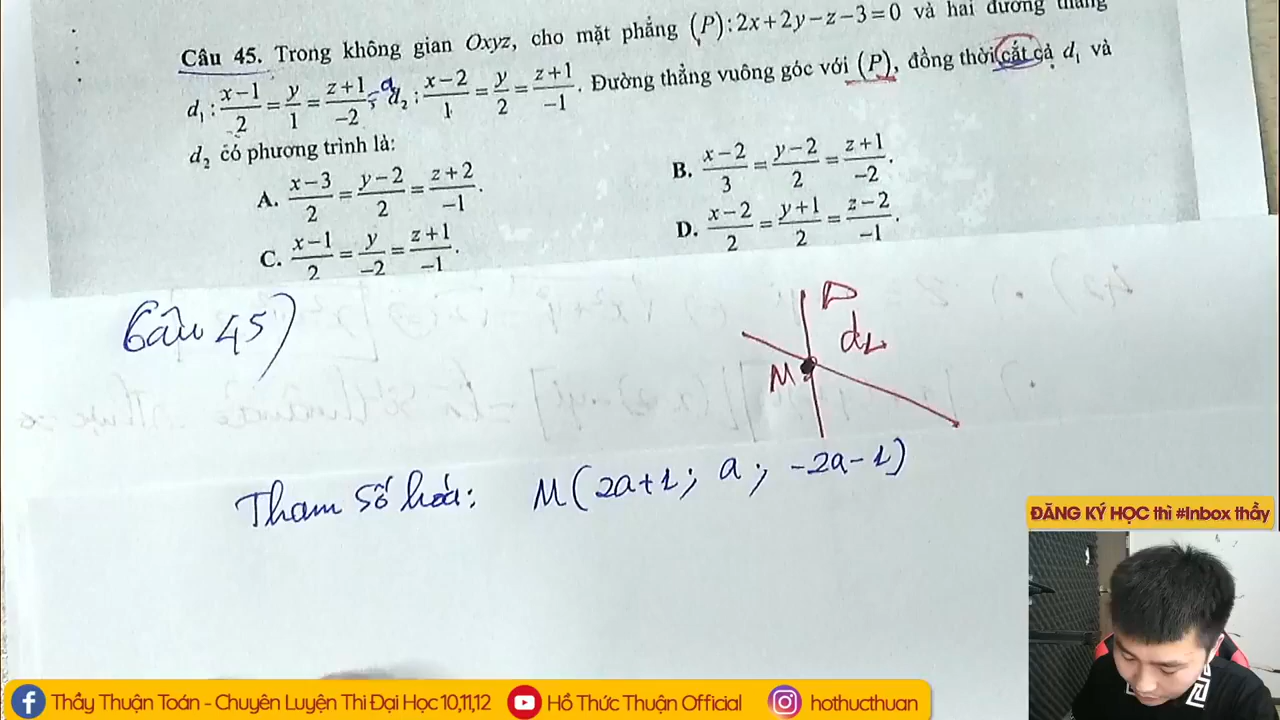 Câu 45. Trong không gian Oxyz, cho mặt phẳng (P): 2x+2y−z−3=0 và hai đường thẳng
d₁: (x−1)/2 = y/1 = (z+1)/−2 = a; d₂: (x−2)/1 = y/2 = (z+1)/−1. Đường thẳng vuông góc với (P), đồng thời cắt cả d₁ và
d₂ có phương trình là:
A. (x−3)/2 = (y−2)/2 = (z+2)/−1.
B. (x−2)/3 = (y−2)/2 = (z+1)/−2.
C. (x−1)/2 = y/−2 = (z+1)/−1.
D. (x−2)/2 = (y+1)/2 = (z−2)/−1.
Câu 45)
M
Tham số hóa: M(2a+1; a; −2a−1)
ĐĂNG KÝ HỌC thì #Inbox thầy
Thầy Thuận Toán - Chuyên Luyện Thi Đại Học 10,11,12
Hồ Thức Thuận Official
hothucthuan